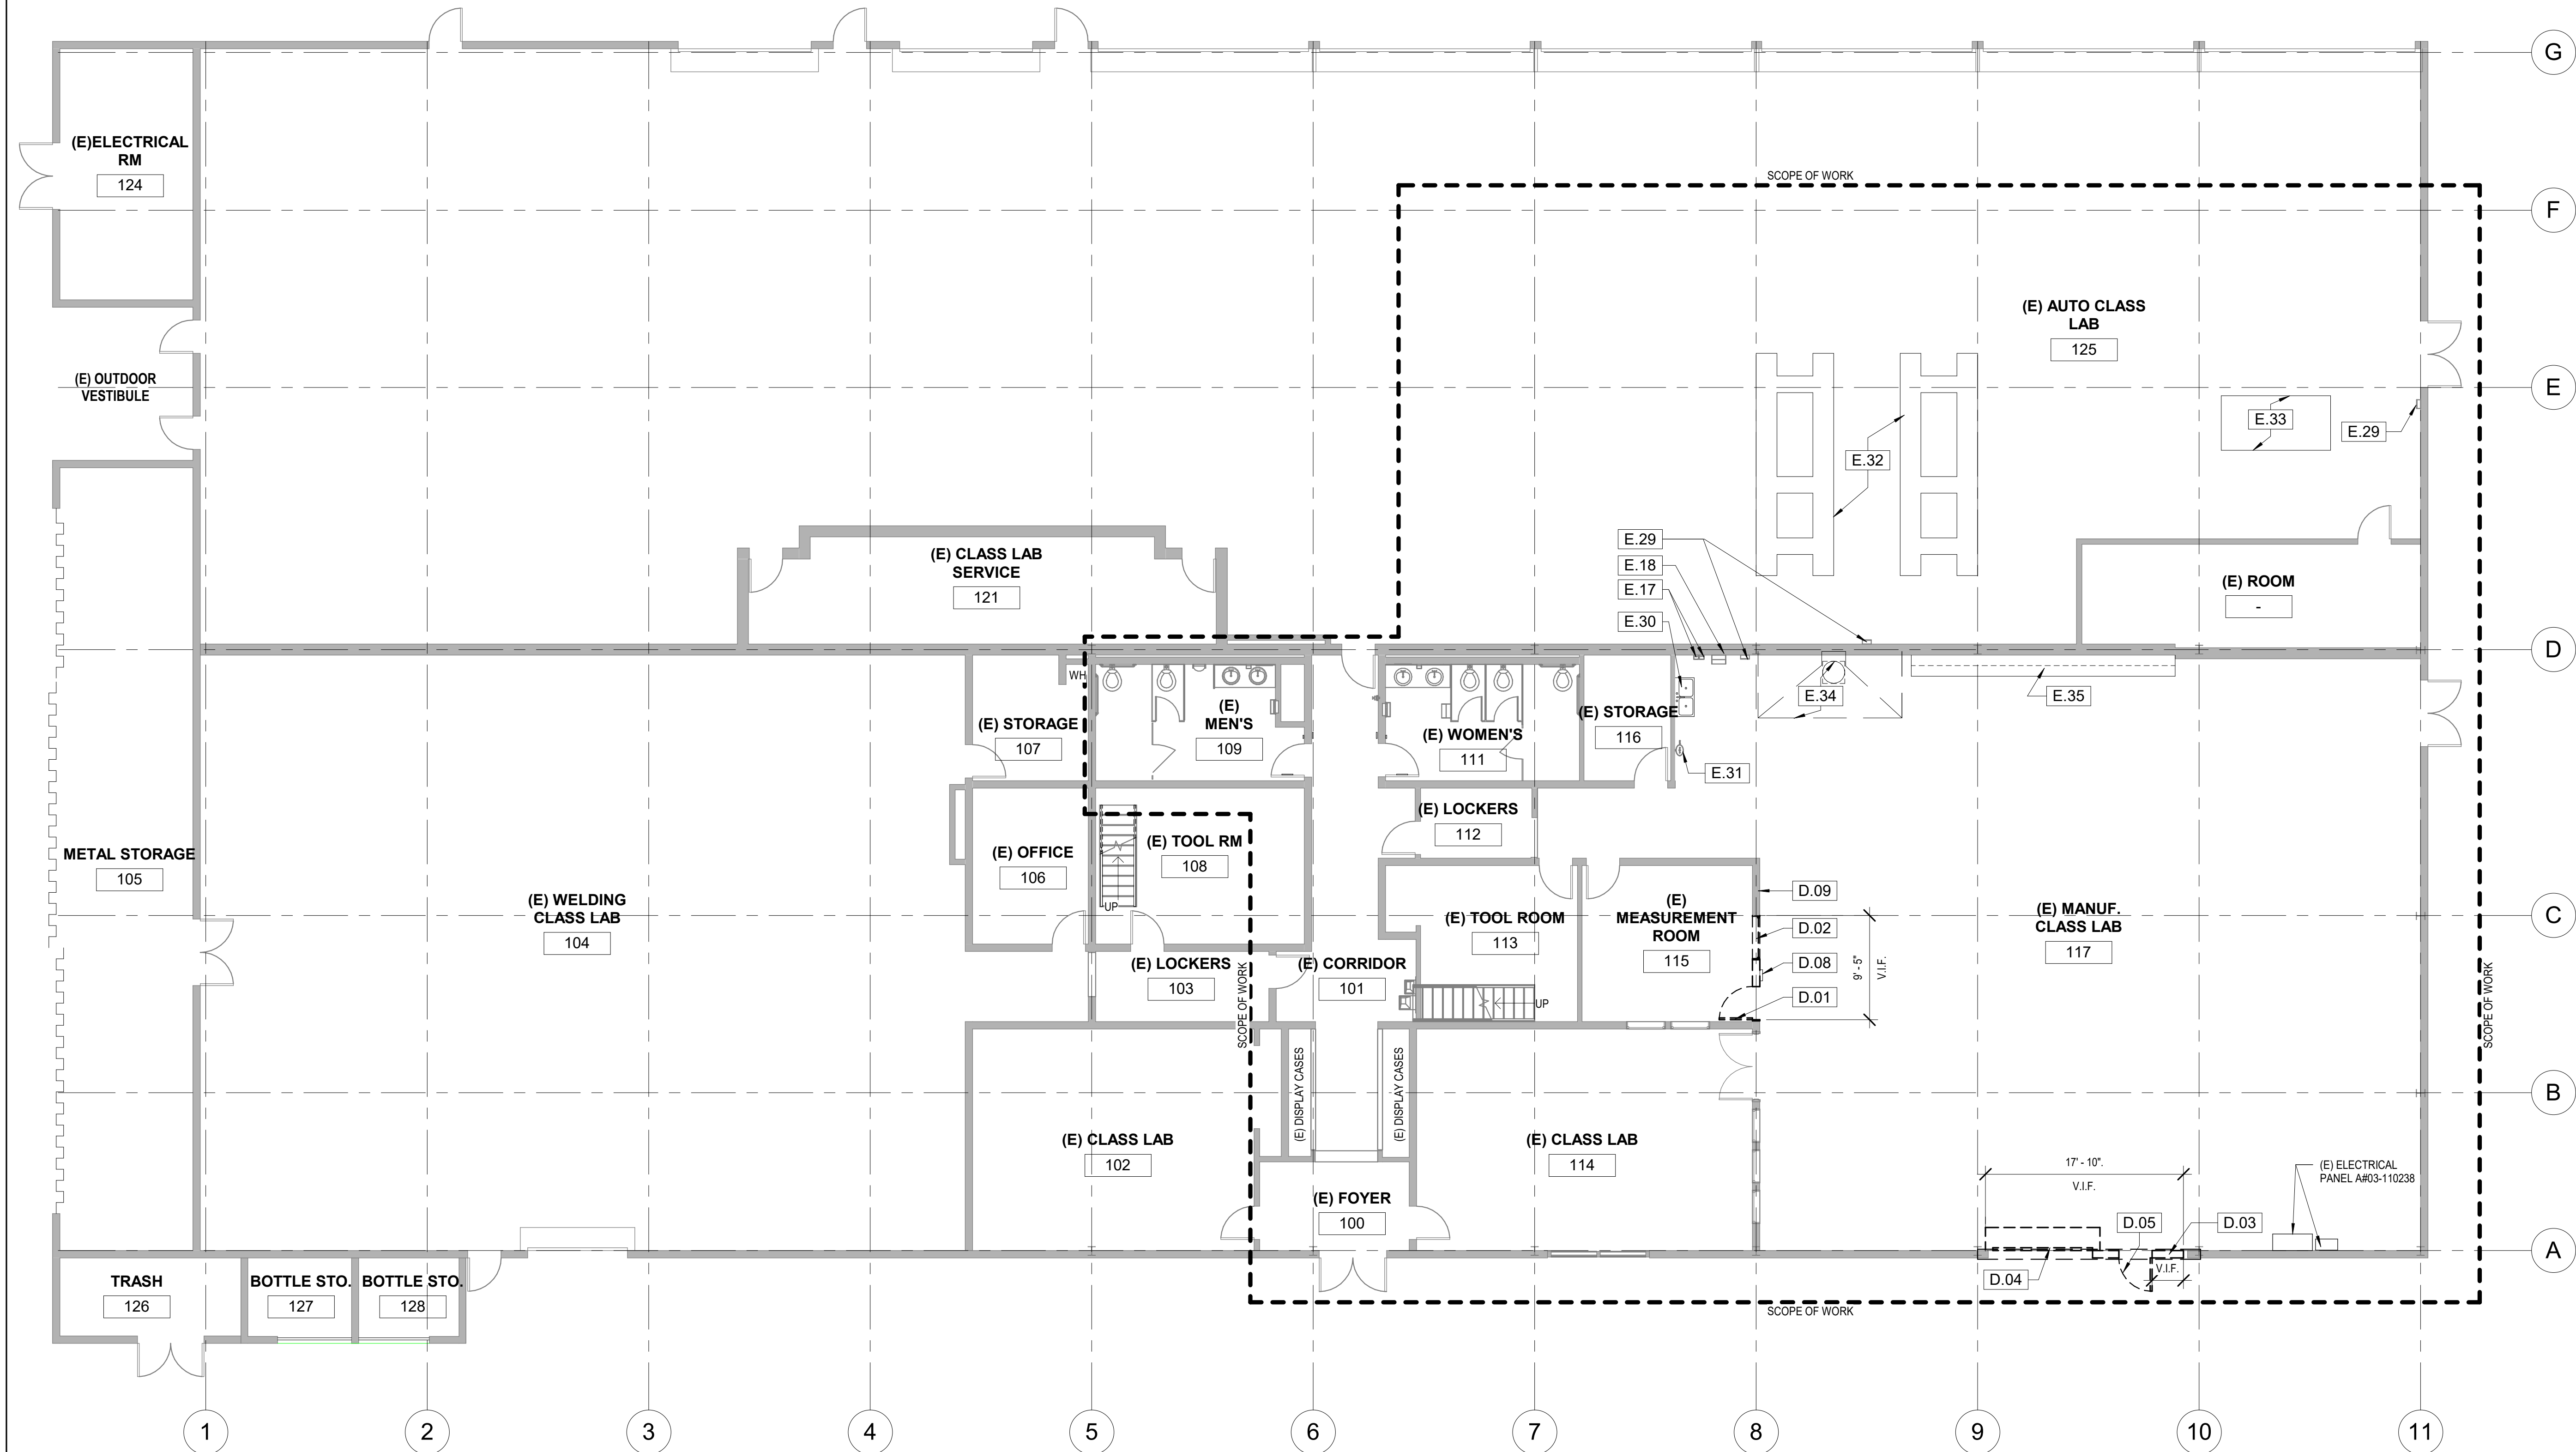 G
SCOPE OF WORK
F
(E)ELECTRICAL
RM
124
(E) AUTO CLASS
LAB
125
(E) OUTDOOR
VESTIBULE
E
E.33
E.29
E.32
(E) CLASS LAB
SERVICE
121
E.29
E.18
E.17
E.30
(E) ROOM
-
D
WH
(E) STORAGE
107
(E)
MEN'S
109
(E) WOMEN'S
111
(E) STORAGE
116
E.34
E.35
E.31
(E) LOCKERS
112
METAL STORAGE
105
(E) OFFICE
106
(E) TOOL RM
108
UP
(E) WELDING
CLASS LAB
104
(E) TOOL ROOM
113
UP
(E)
MEASUREMENT
ROOM
115
D.09
D.02
D.08
D.01
9' - 5"
V.I.F.
(E) MANUF.
CLASS LAB
117
C
(E) LOCKERS
103
(E) CORRIDOR
101
SCOPE OF WORK
SCOPE OF WORK
(E) DISPLAY CASES
(E) DISPLAY CASES
B
(E) CLASS LAB
102
(E) CLASS LAB
114
(E) FOYER
100
17' - 10".
V.I.F.
(E) ELECTRICAL
PANEL A#03-110238
D.05
D.03
V.I.F.
D.04
A
TRASH
126
BOTTLE STO.
127
BOTTLE STO.
128
SCOPE OF WORK
1
2
3
4
5
6
7
8
9
10
11